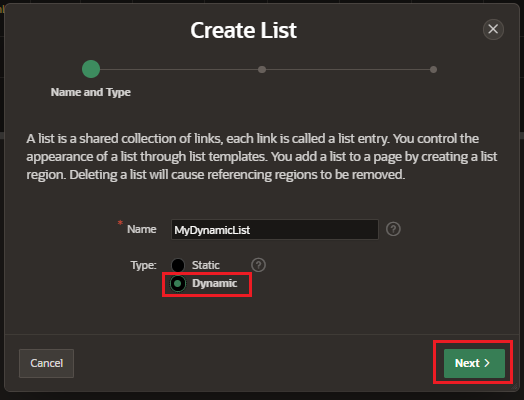 Create List
Name and Type
A list is a shared collection of links, each link is called a list entry. You control the
appearance of a list through list templates. You add a list to a page by creating a list
region. Deleting a list will cause referencing regions to be removed.
* Name MyDynamicList ?
Type: Static ?
Dynamic
Cancel Next >